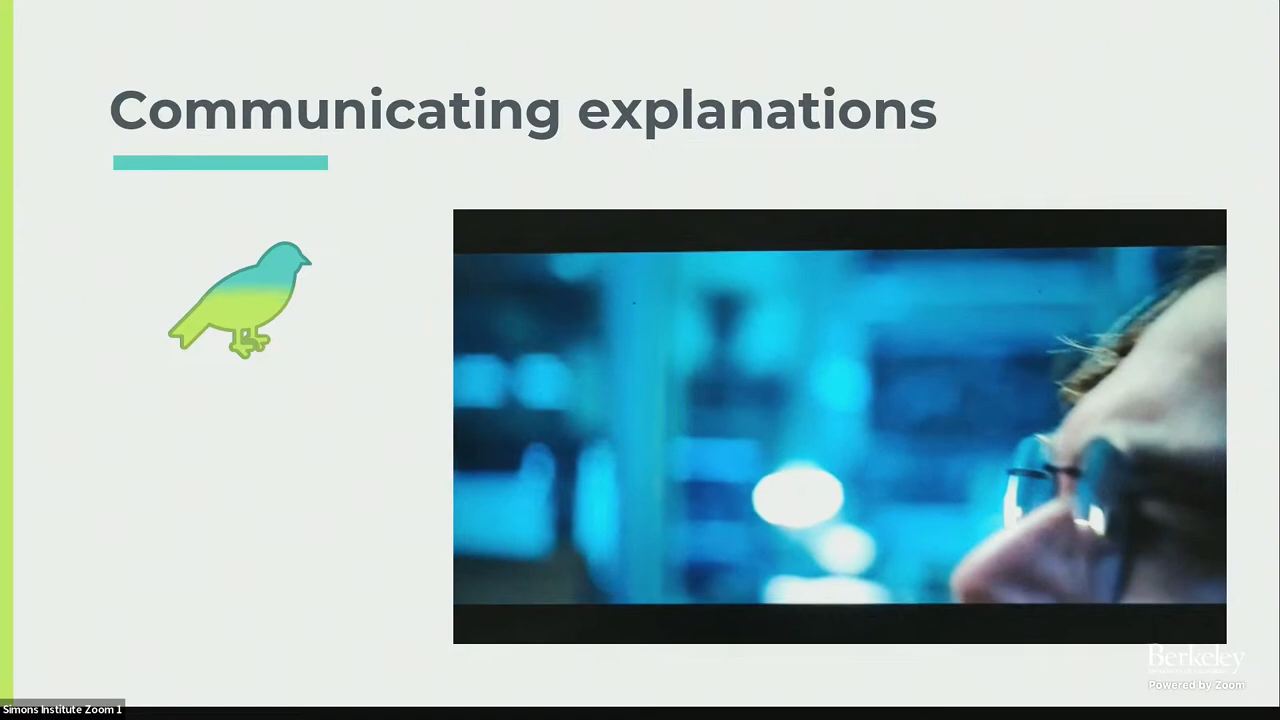 Communicating explanations
Berkeley
Powered by Zoom
Simons Institute Zoom 1